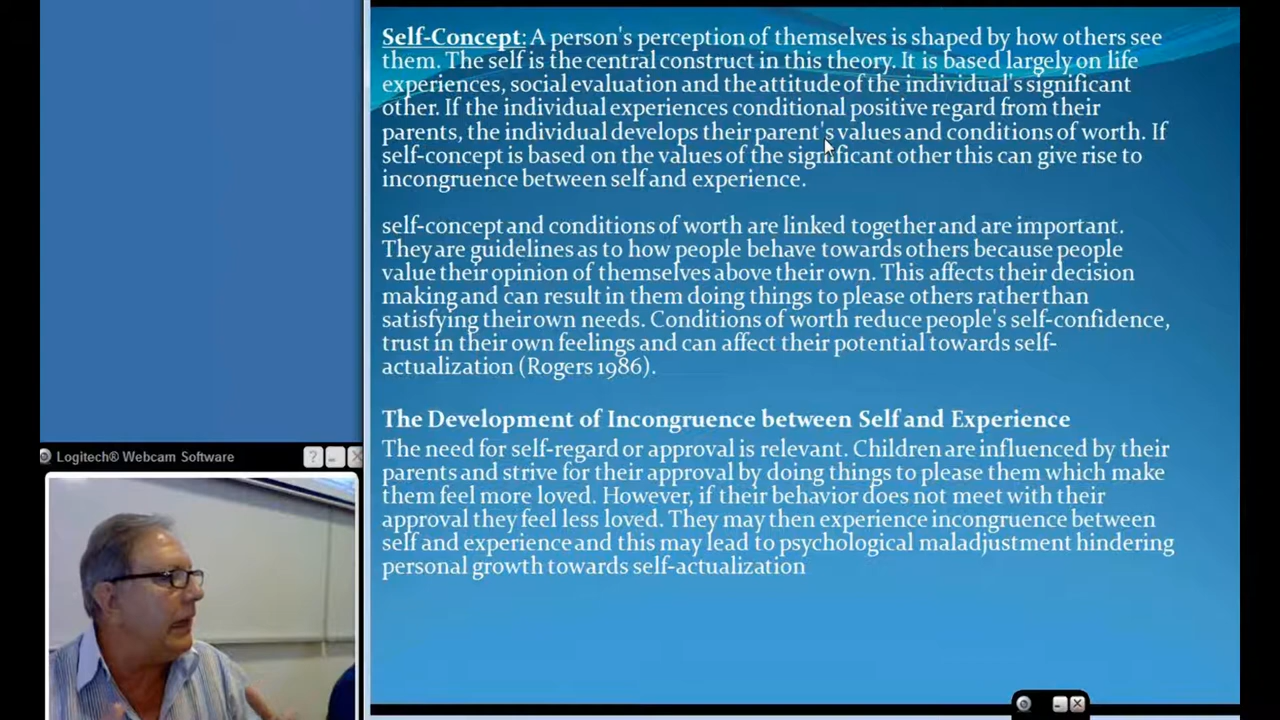 Self-Concept: A person's perception of themselves is shaped by how others see
them. The self is the central construct in this theory. It is based largely on life
experiences, social evaluation and the attitude of the individual's significant
other. If the individual experiences conditional positive regard from their
parents, the individual develops their parent's values and conditions of worth. If
self-concept is based on the values of the significant other this can give rise to
incongruence between self and experience.
self-concept and conditions of worth are linked together and are important.
They are guidelines as to how people behave towards others because people
value their opinion of themselves above their own. This affects their decision
making and can result in them doing things to please others rather than
satisfying their own needs. Conditions of worth reduce people's self-confidence,
trust in their own feelings and can affect their potential towards self-
actualization (Rogers 1986).
The Development of Incongruence between Self and Experience
The need for self-regard or approval is relevant. Children are influenced by their
parents and strive for their approval by doing things to please them which make
them feel more loved. However, if their behavior does not meet with their
approval they feel less loved. They may then experience incongruence between
self and experience and this may lead to psychological maladjustment hindering
personal growth towards self-actualization
Logitech® Webcam Software